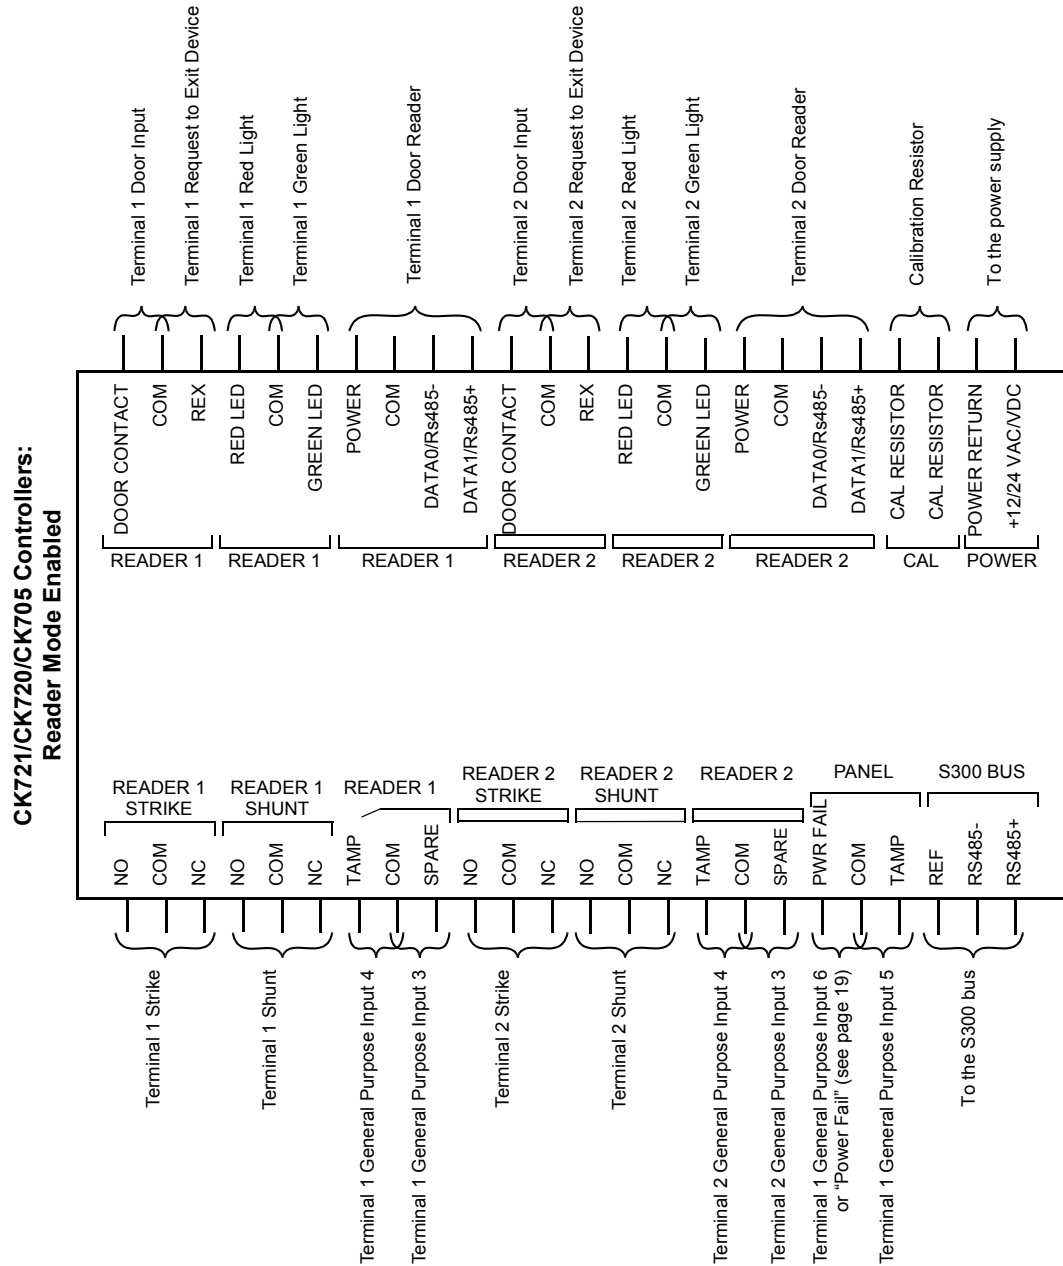 CK721/CK720/CK705 Controllers:
Reader Mode Enabled
Terminal 1 Door Input
Terminal 1 Request to Exit Device
Terminal 1 Red Light
Terminal 1 Green Light
Terminal 1 Door Reader
Terminal 2 Door Input
Terminal 2 Request to Exit Device
Terminal 2 Red Light
Terminal 2 Green Light
Terminal 2 Door Reader
Calibration Resistor
To the power supply
DOOR CONTACT
COM
REX
RED LED
COM
GREEN LED
POWER
COM
DATA0/Rs485-
DATA1/Rs485+
DOOR CONTACT
COM
REX
RED LED
COM
GREEN LED
POWER
COM
DATA0/Rs485-
DATA1/Rs485+
CAL RESISTOR
CAL RESISTOR
POWER RETURN
+12/24 VAC/VDC
READER 1
READER 1
READER 1
READER 2
READER 2
READER 2
CAL
POWER
READER 1
STRIKE
READER 1
SHUNT
READER 1
READER 2
STRIKE
READER 2
SHUNT
READER 2
PANEL
S300 BUS
NO
COM
NC
NO
COM
NC
TAMP
COM
SPARE
NO
COM
NC
NO
COM
NC
TAMP
COM
SPARE
PWR FAIL
COM
TAMP
REF
RS485-
RS485+
Terminal 1 Strike
Terminal 1 Shunt
Terminal 1 General Purpose Input 4
Terminal 1 General Purpose Input 3
Terminal 2 Strike
Terminal 2 Shunt
Terminal 2 General Purpose Input 4
Terminal 2 General Purpose Input 3
Terminal 1 General Purpose Input 6
or “Power Fail” (see page 19)
Terminal 1 General Purpose Input 5
To the S300 bus